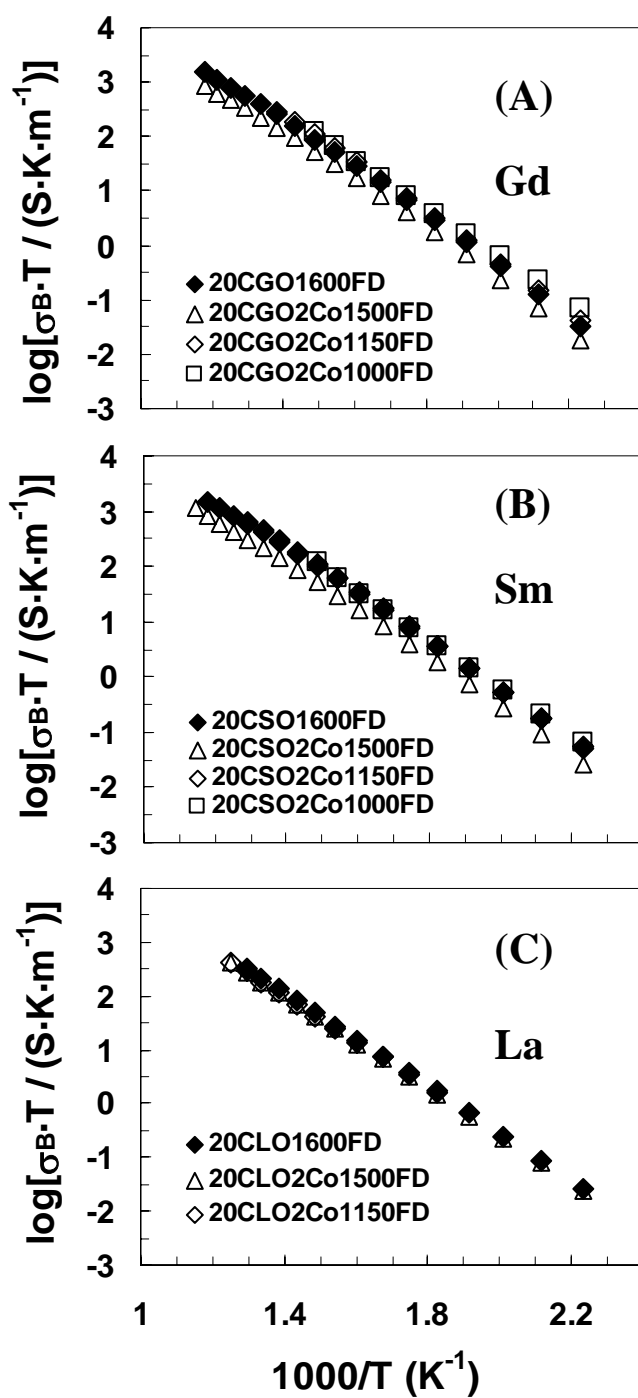 4
3
2
1
0
-1
-2
-3
log[σB·T / (S·K·m-1)]
(A)
Gd
20CGO1600FD
20CGO2Co1500FD
20CGO2Co1150FD
20CGO2Co1000FD
4
3
2
1
0
-1
-2
-3
log[σB·T / (S·K·m-1)]
(B)
Sm
20CSO1600FD
20CSO2Co1500FD
20CSO2Co1150FD
20CSO2Co1000FD
4
3
2
1
0
-1
-2
-3
log[σB·T / (S·K·m-1)]
(C)
La
20CLO1600FD
20CLO2Co1500FD
20CLO2Co1150FD
1 1.4 1.8 2.2
1000/T (K-1)